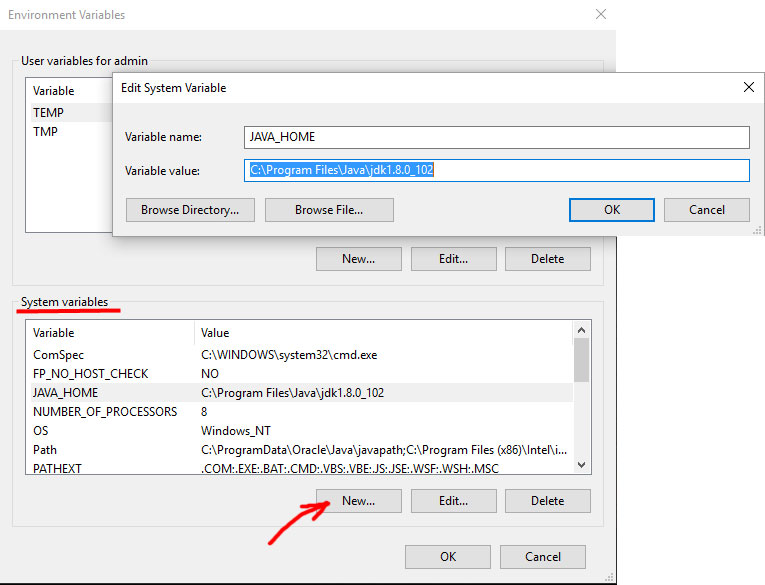 Environment Variables
User variables for admin
Variable
TEMP
TMP
Edit System Variable
Variable name: JAVA_HOME
Variable value: C:\Program Files\Java\jdk1.8.0_102
Browse Directory... Browse File... OK Cancel
New... Edit... Delete
System variables
Variable Value
ComSpec C:\WINDOWS\system32\cmd.exe
FP_NO_HOST_CHECK NO
JAVA_HOME C:\Program Files\Java\jdk1.8.0_102
NUMBER_OF_PROCESSORS 8
OS Windows_NT
Path C:\ProgramData\Oracle\Java\javapath;C:\Program Files (x86)\Intel\i...
PATHEXT .COM;.EXE;.BAT;.CMD;.VBS;.VBE;.JS;.JSE;.WSF;.WSH;.MSC
New... Edit... Delete
OK Cancel